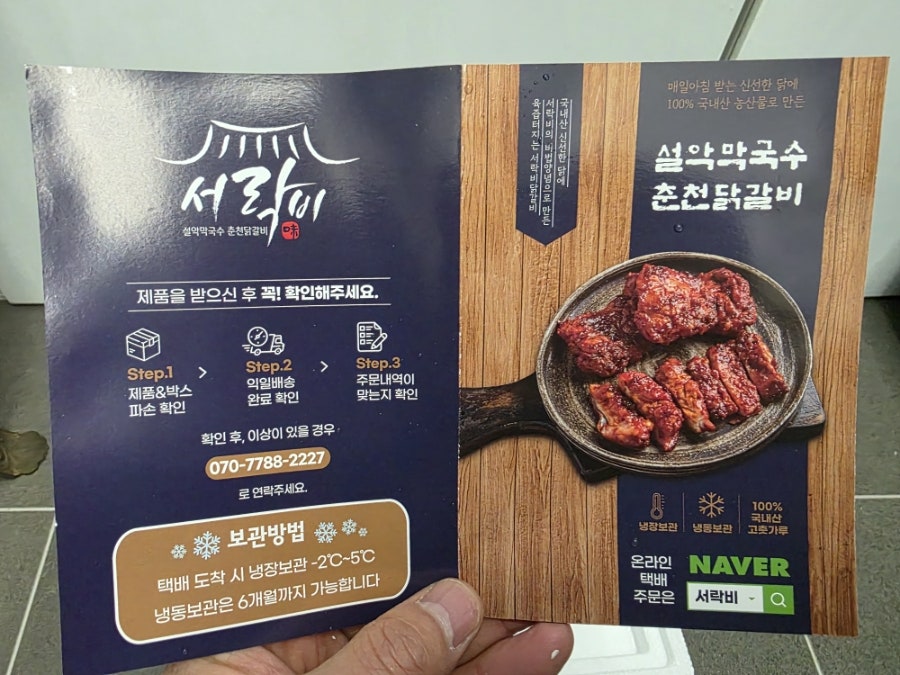 서락비
설악막국수 춘천닭갈비
味
제품을 받으신 후 꼭! 확인해주세요.
Step.1
제품&박스
파손 확인
>
Step.2
익일배송
완료 확인
>
Step.3
주문내역이
맞는지 확인
확인 후, 이상이 있을 경우
070-7788-2227
로 연락주세요.
보관방법
택배 도착 시 냉장보관 -2℃~5℃
냉동보관은 6개월까지 가능합니다
국내산 신선한 닭에
서락비의 비법양념으로 만든
육즙터지는 서락비닭갈비
매일아침 받는 신선한 닭에
100% 국내산 농산물로 만든
설악막국수
춘천닭갈비
냉장보관
냉동보관
100%
국내산
고춧가루
온라인
택배
주문은
NAVER
서락비